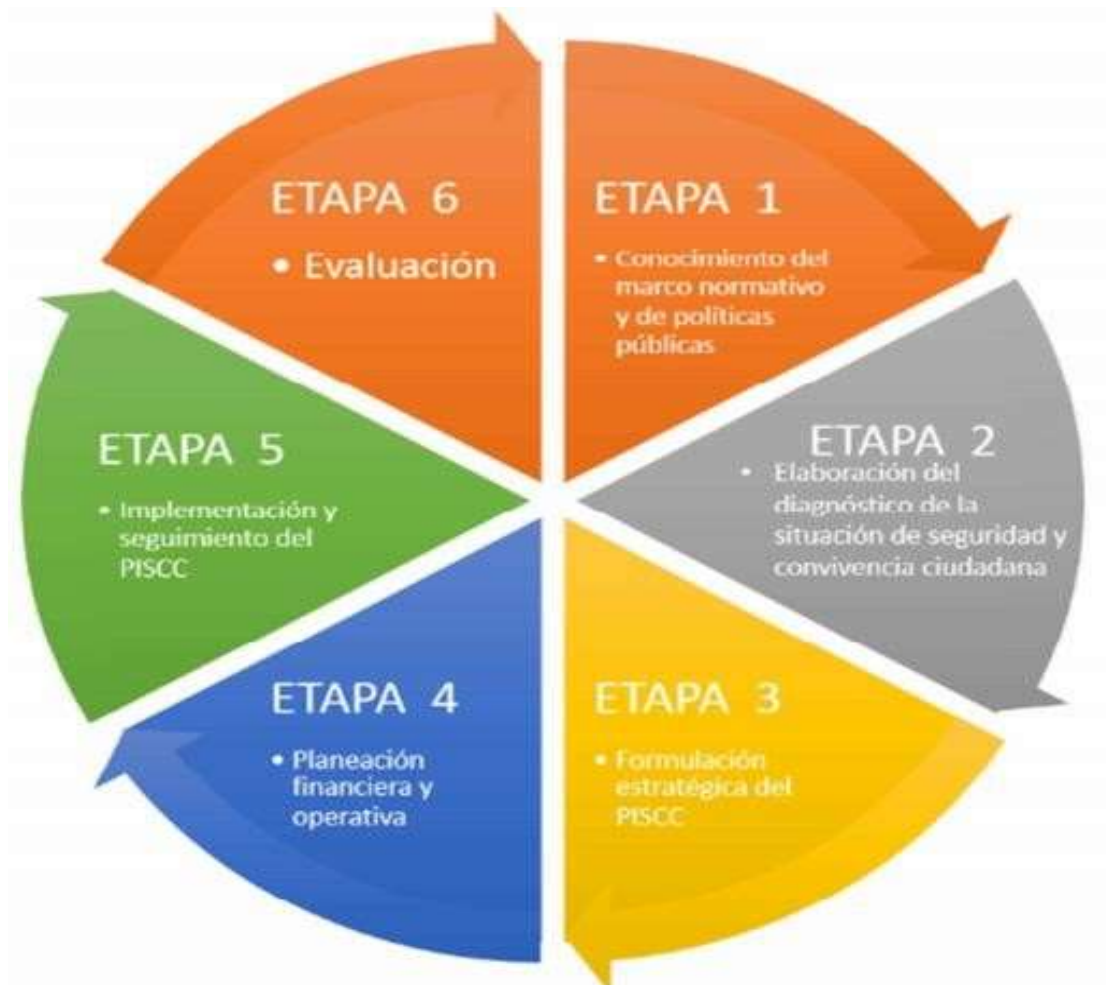 ETAPA 6
• Evaluación
ETAPA 1
• Conocimiento del
marco normativo
y de políticas
públicas
ETAPA 2
• Elaboración del
diagnóstico de la
situación de seguridad y
convivencia ciudadana
ETAPA 3
• Formulación
estratégica del
PISCC
ETAPA 4
• Planeación
financiera y
operativa
ETAPA 5
• Implementación y
seguimiento del
PISCC